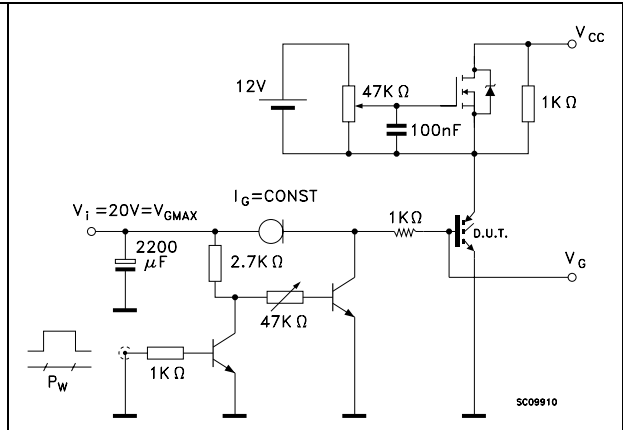 V CC
12V
47K Ω
1K Ω
100nF
I G =CONST
V i =20V=V GMAX
1K Ω
D.U.T.
2200
μF
2.7K Ω
V G
47K Ω
P W
1K Ω
SC09910